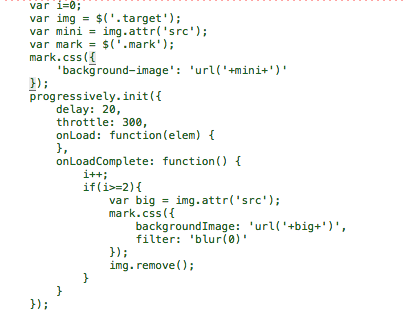 var i=0;
var img = $('.target');
var mini = img.attr('src');
var mark = $('.mark');
mark.css({
    'background-image': 'url('+mini+')'
});
progressively.init({
    delay: 20,
    throttle: 300,
    onLoad: function(elem) {
    },
    onLoadComplete: function() {
        i++;
        if(i>=2){
            var big = img.attr('src');
            mark.css({
                backgroundImage: 'url('+big+')',
                filter: 'blur(0)'
            });
            img.remove();
        }
    }
});